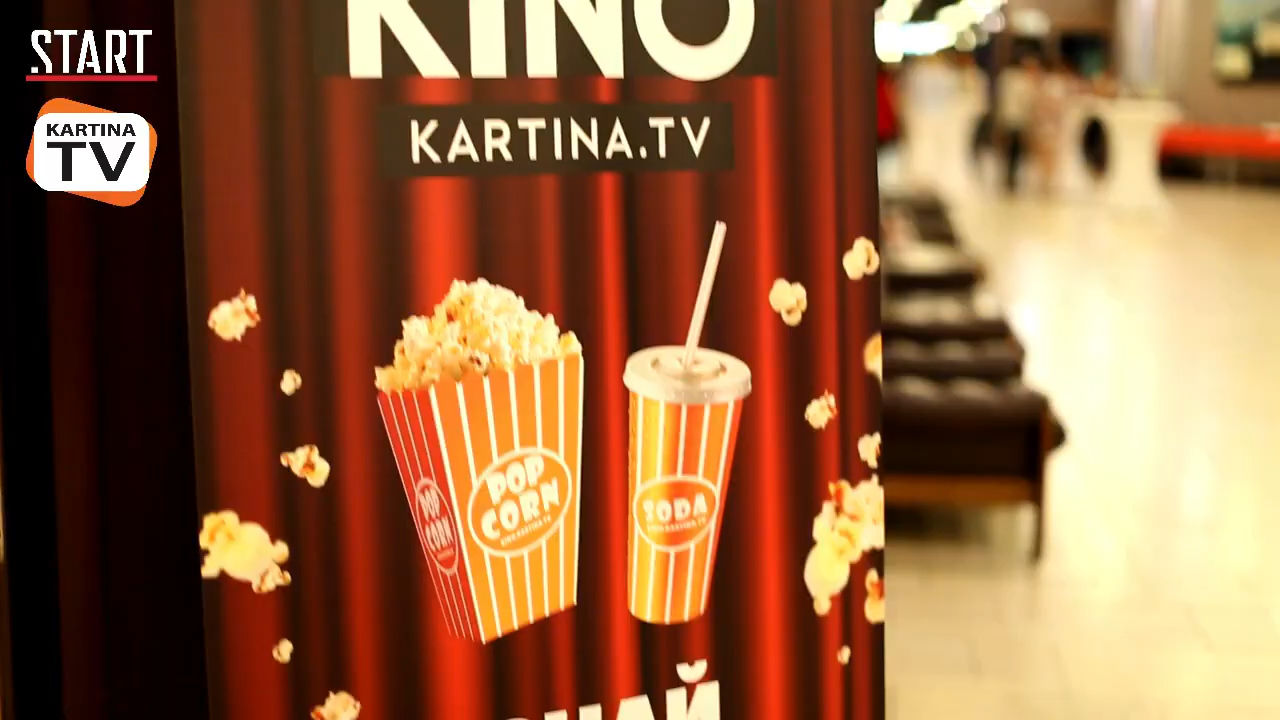 START
KARTINA
TV
KINO
KARTINA.TV
POP
CORN
POP
CORN
SODA